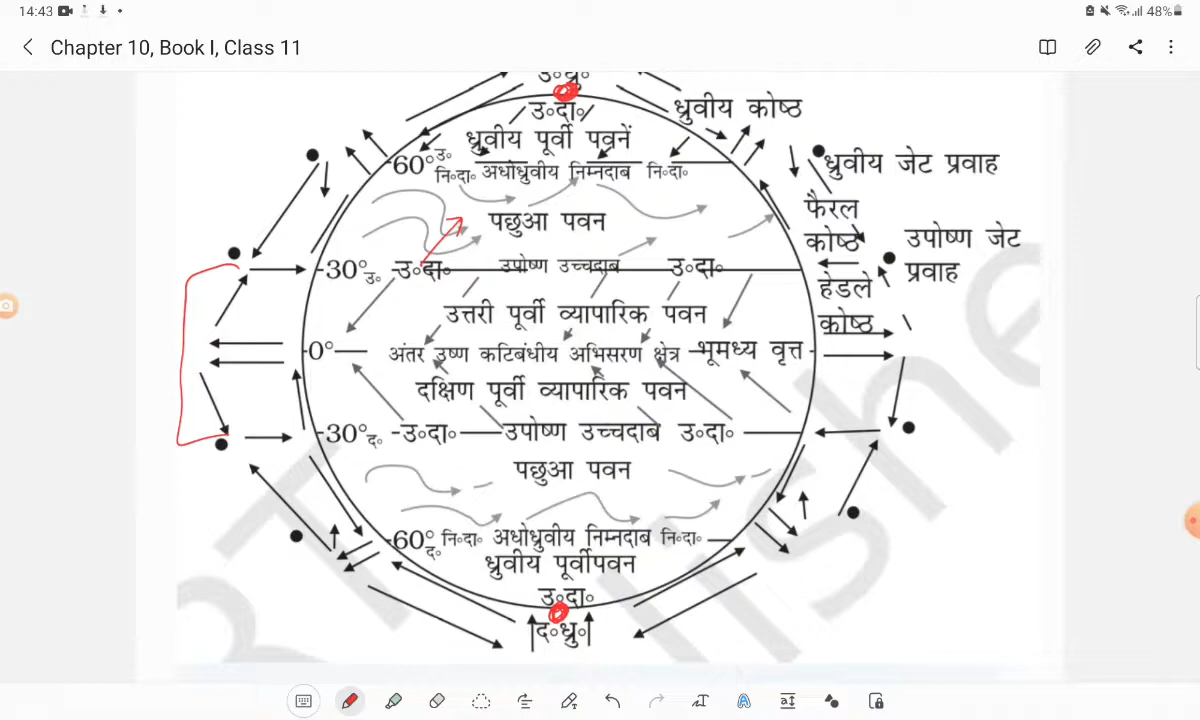 14:43
48%
Chapter 10, Book I, Class 11
उ॰ध्रु॰
उ॰दा॰
ध्रुवीय कोष्ठ
ध्रुवीय पूर्वी पवनें
60° उ॰
नि॰दा॰ अधोध्रुवीय निम्नदाब नि॰दा॰
ध्रुवीय जेट प्रवाह
फैरल
कोष्ठ
पछुआ पवन
उपोष्ण जेट
प्रवाह
30° उ॰ उ॰दा॰ उपोष्ण उच्चदाब उ॰दा॰
हेडले
कोष्ठ
उत्तरी पूर्वी व्यापारिक पवन
0° अंतर उष्ण कटिबंधीय अभिसरण क्षेत्र भूमध्य वृत्त
दक्षिण पूर्वी व्यापारिक पवन
30° द॰ उ॰दा॰ उपोष्ण उच्चदाब उ॰दा॰
पछुआ पवन
60° द॰ नि॰दा॰ अधोध्रुवीय निम्नदाब नि॰दा॰
ध्रुवीय पूर्वीपवन
उ॰दा॰
द॰ध्रु॰